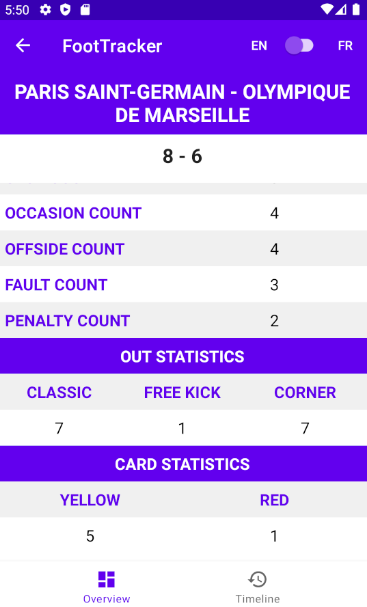 5:50
FootTracker EN FR
PARIS SAINT-GERMAIN - OLYMPIQUE
DE MARSEILLE
8 - 6
OCCASION COUNT 4
OFFSIDE COUNT 4
FAULT COUNT 3
PENALTY COUNT 2
OUT STATISTICS
CLASSIC FREE KICK CORNER
7 1 7
CARD STATISTICS
YELLOW RED
5 1
Overview Timeline